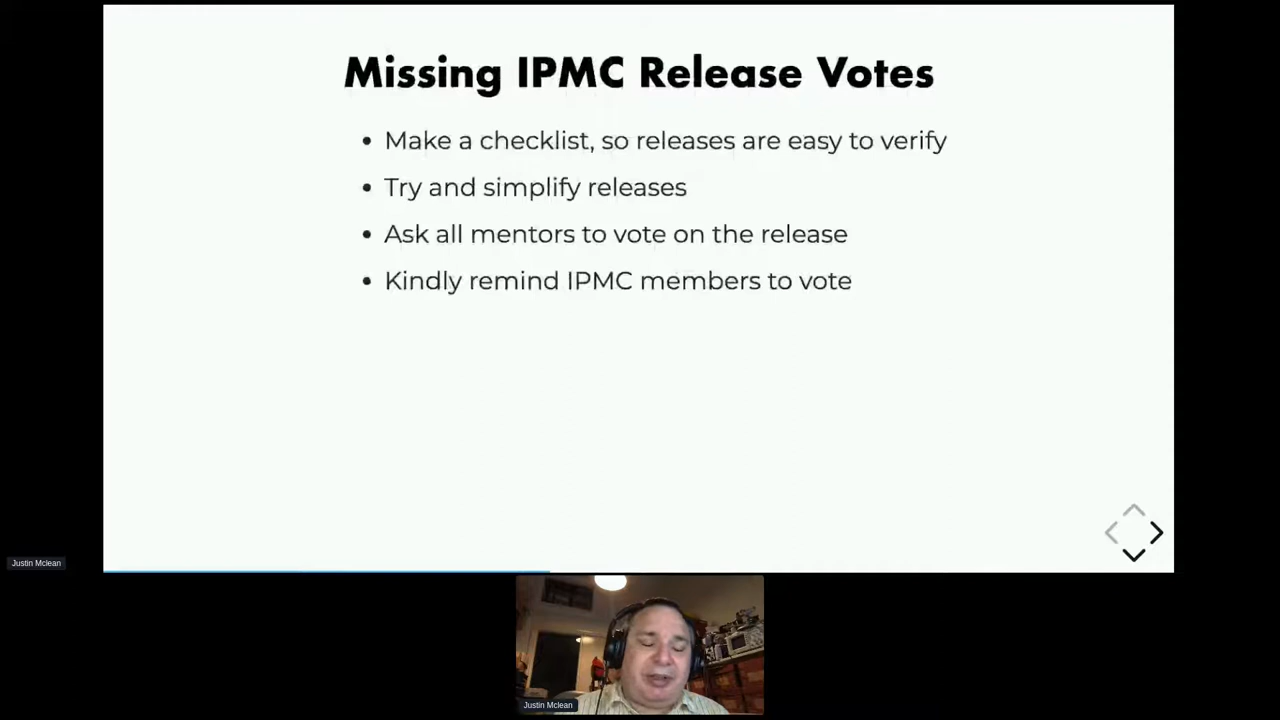 Missing IPMC Release Votes
• Make a checklist, so releases are easy to verify
• Try and simplify releases
• Ask all mentors to vote on the release
• Kindly remind IPMC members to vote
Justin Mclean
Justin Mclean